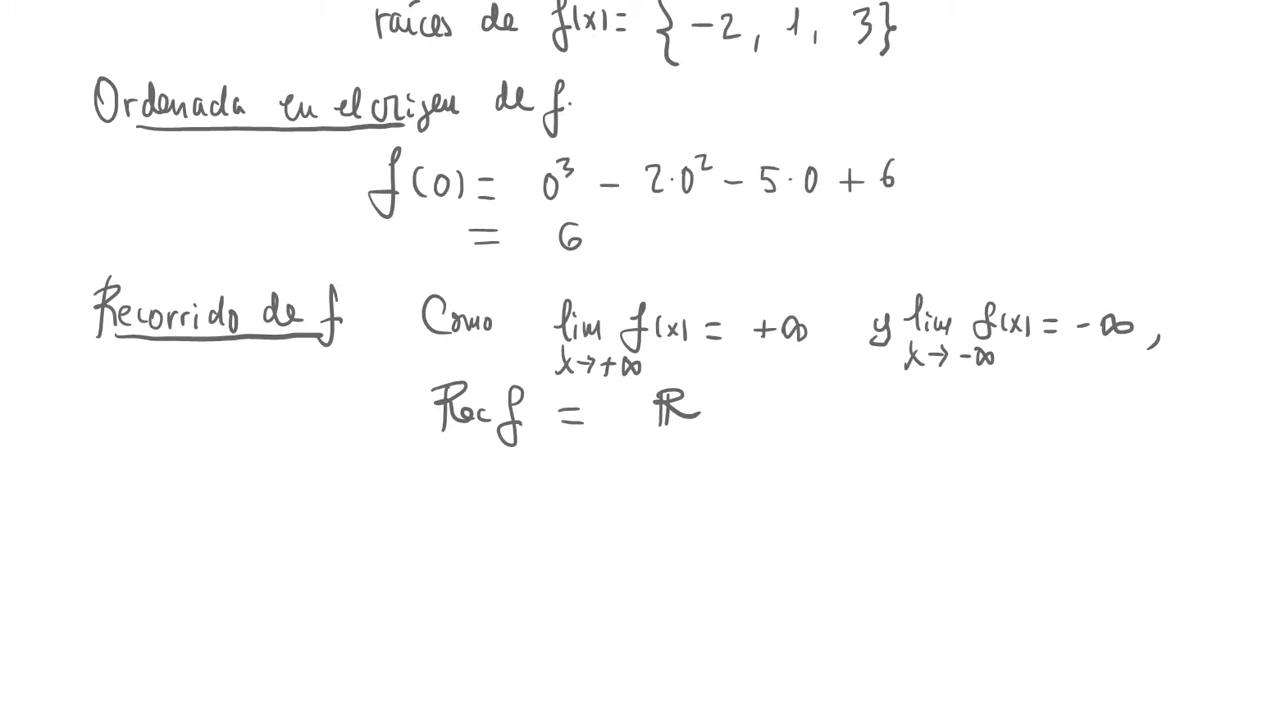 raíces de f(x) = {-2, 1, 3}
Ordenada en el origen de f.
f(0) = 0³ - 2·0² - 5·0 + 6
= 6
Recorrido de f Como lim f(x) = +∞ y lim f(x) = -∞,
x→+∞ x→-∞
Rec f = ℝ